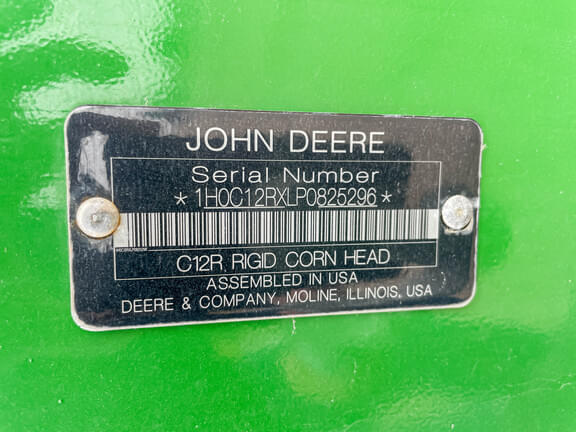 JOHN DEERE
Serial Number
*1H0C12RXLP0825296*
C12R RIGID CORN HEAD
ASSEMBLED IN USA
DEERE & COMPANY, MOLINE, ILLINOIS, USA